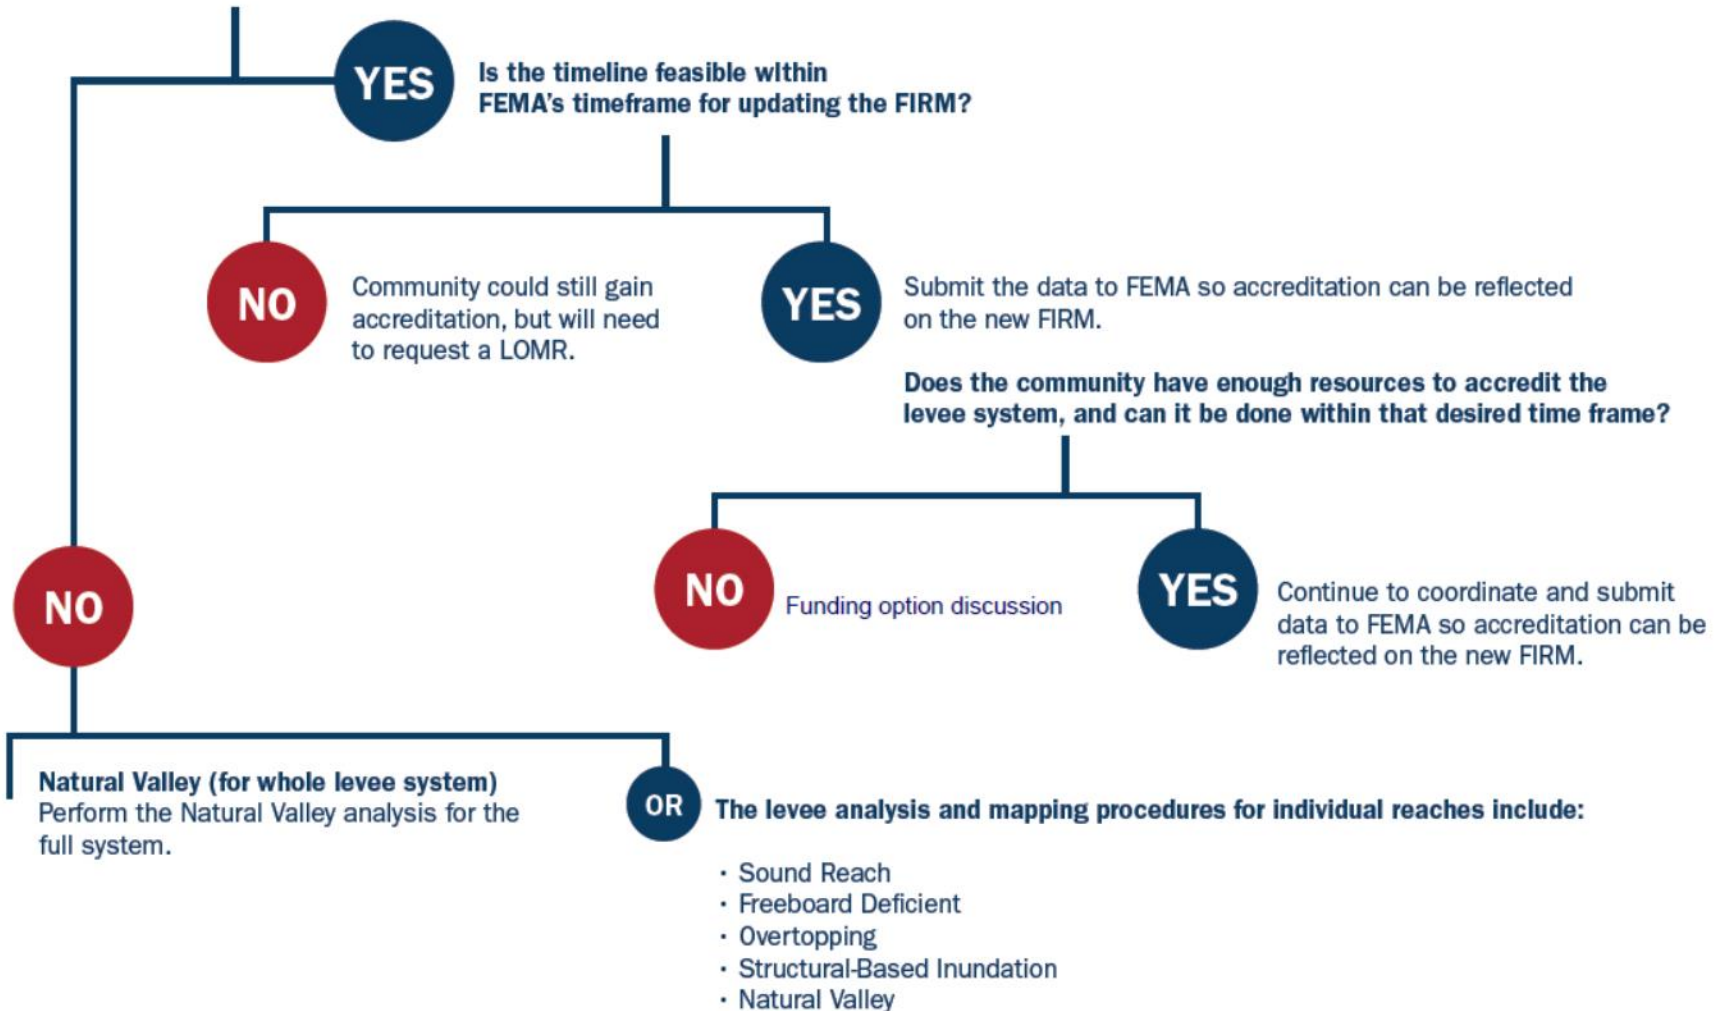 YES
Is the timeline feasible within
FEMA's timeframe for updating the FIRM?
NO
Community could still gain
accreditation, but will need
to request a LOMR.
YES
Submit the data to FEMA so accreditation can be reflected
on the new FIRM.
Does the community have enough resources to accredit the
levee system, and can it be done within that desired time frame?
NO
Funding option discussion
YES
Continue to coordinate and submit
data to FEMA so accreditation can be
reflected on the new FIRM.
NO
Natural Valley (for whole levee system)
Perform the Natural Valley analysis for the
full system.
OR
The levee analysis and mapping procedures for individual reaches include:
· Sound Reach
· Freeboard Deficient
· Overtopping
· Structural-Based Inundation
· Natural Valley